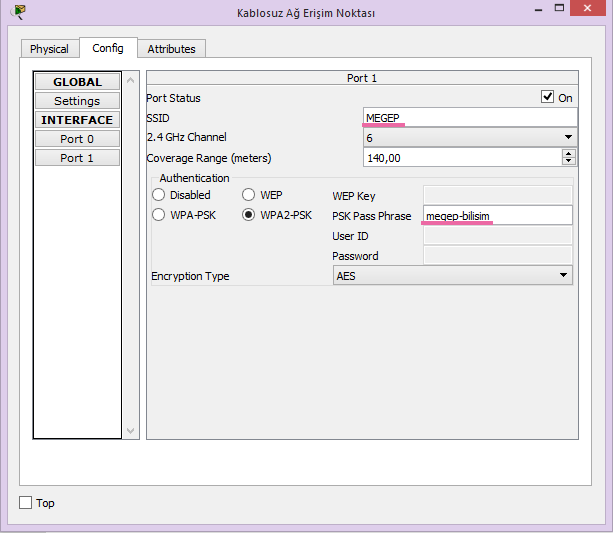 Kablosuz Ağ Erişim Noktası
Physical
Config
Attributes
GLOBAL
Settings
INTERFACE
Port 0
Port 1
Port 1
Port Status
On
SSID
MEGEP
2.4 GHz Channel
6
Coverage Range (meters)
140,00
Authentication
Disabled
WEP
WEP Key
WPA-PSK
WPA2-PSK
PSK Pass Phrase
megep-bilisim
User ID
Password
Encryption Type
AES
Top